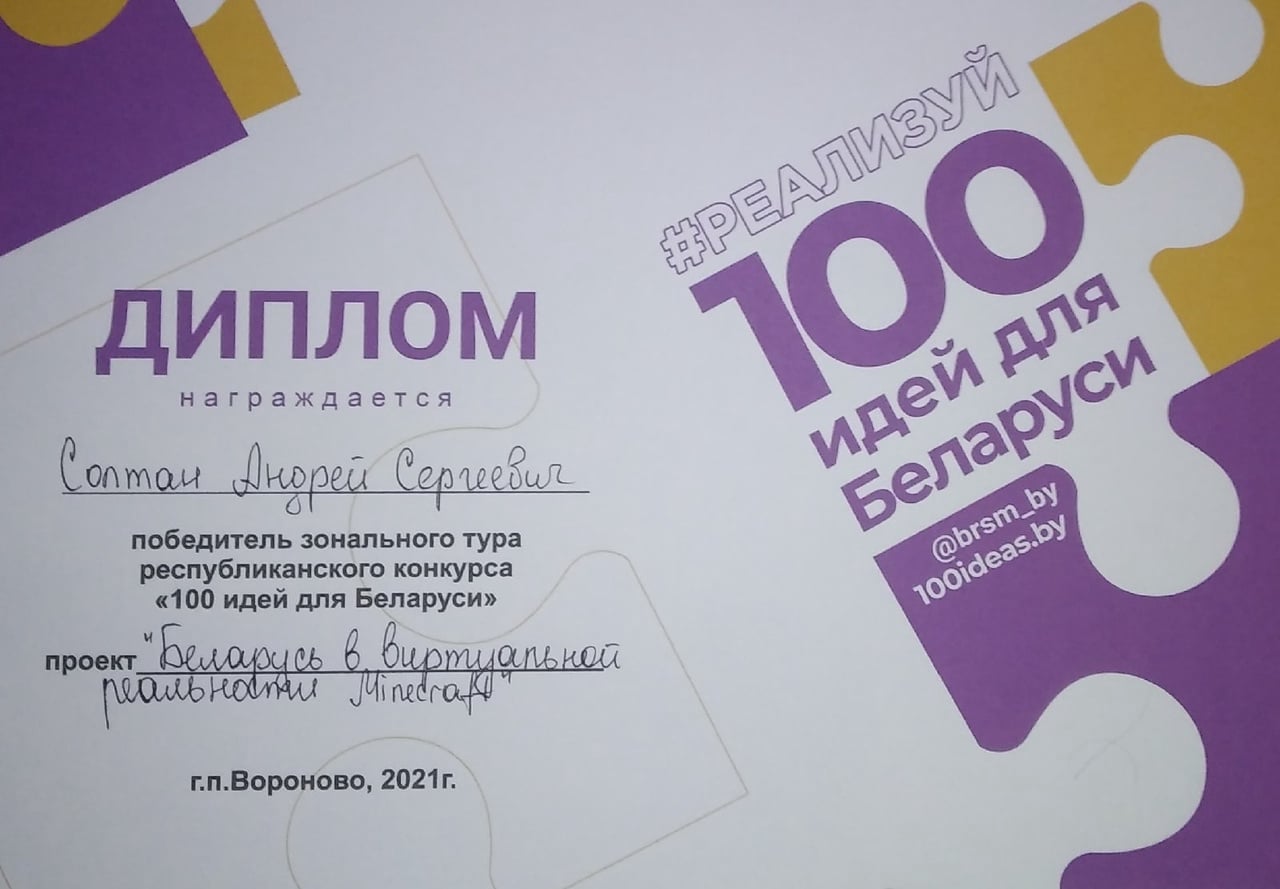 ДИПЛОМ
награждается
Солтан Андрей Сергеевич
победитель зонального тура
республиканского конкурса
«100 идей для Беларуси»
проект "Беларусь в виртуальной
реальности Minecraft"
г.п.Вороново, 2021г.
#РЕАЛИЗУЙ
100
идей для
Беларуси
@brsm_by
100ideas.by